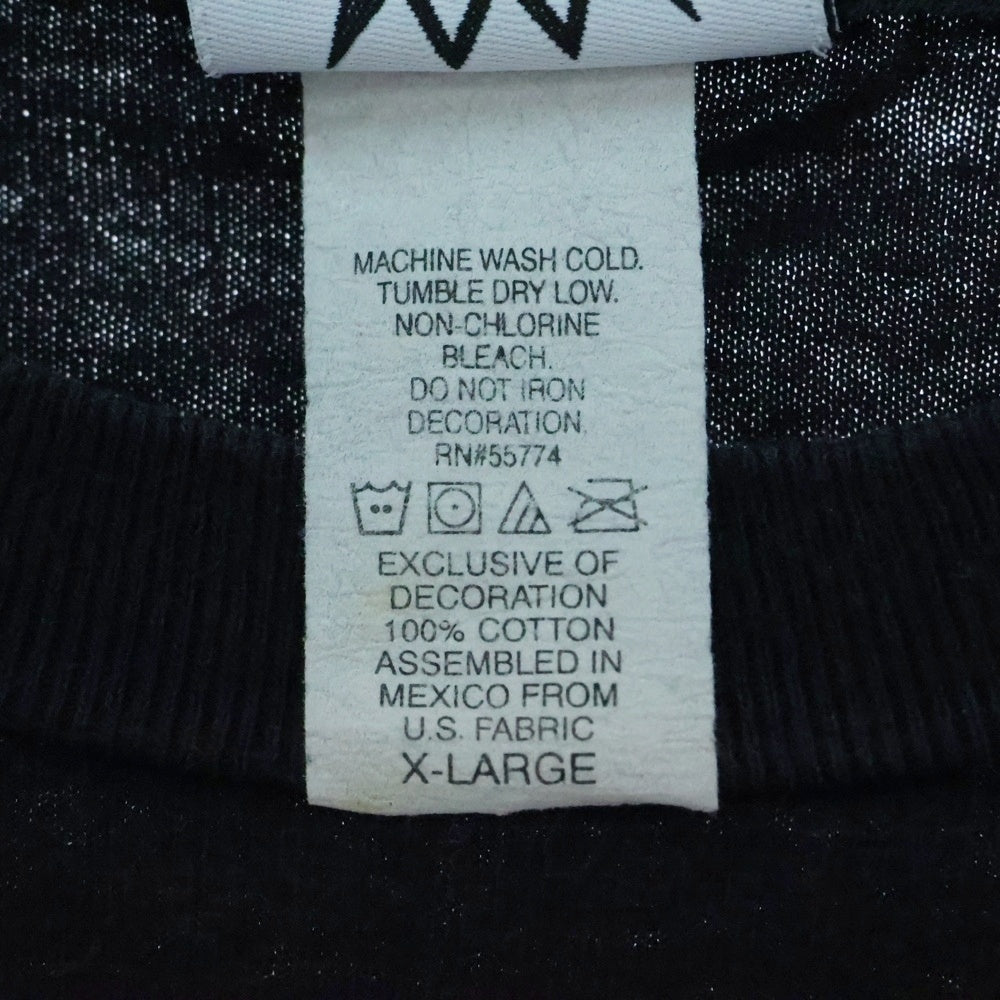 MACHINE WASH COLD.
TUMBLE DRY LOW.
NON-CHLORINE
BLEACH.
DO NOT IRON
DECORATION.
RN#55774
EXCLUSIVE OF
DECORATION
100% COTTON
ASSEMBLED IN
MEXICO FROM
U.S. FABRIC
X-LARGE